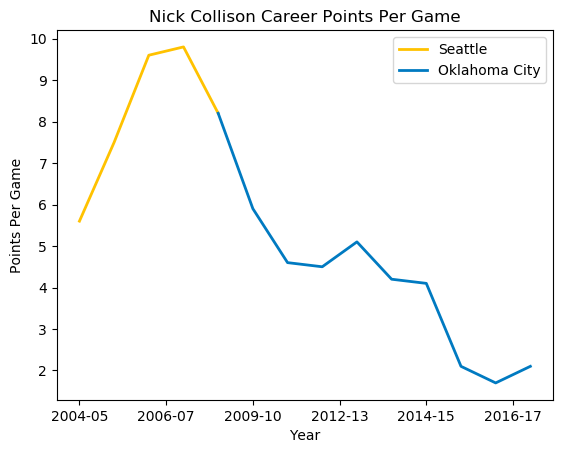 Nick Collison Career Points Per Game
Seattle
Oklahoma City
Points Per Game
10
9
8
7
6
5
4
3
2
2004-05 2006-07 2009-10 2012-13 2014-15 2016-17
Year